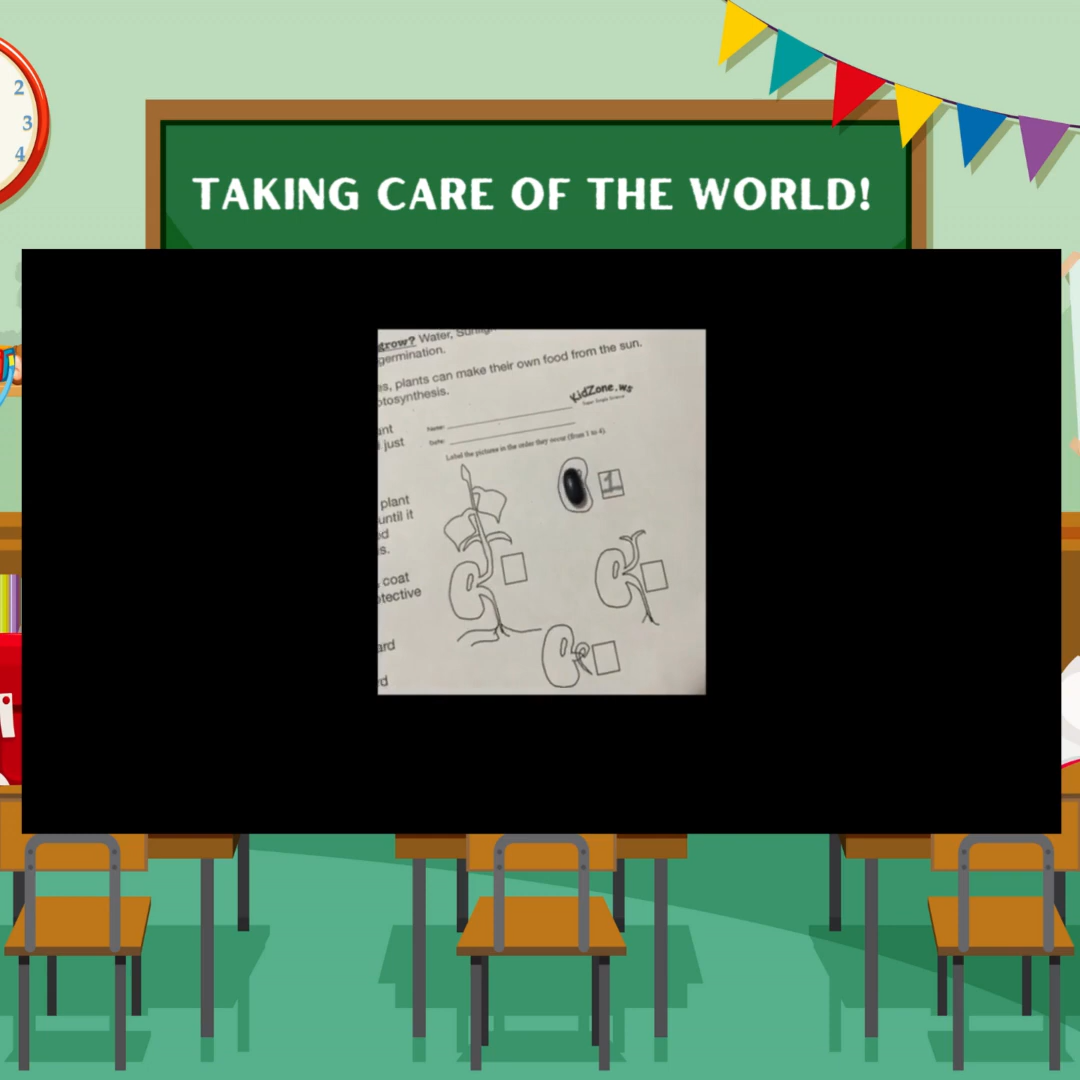 2
3
4
TAKING CARE OF THE WORLD!
grow? Water,
germination.
es, plants can make their own food from the sun.
otosynthesis.
KidZone.ws
ant
just
Name:
Date:
Label the pictures in the order they occur (from 1 to 4).
1
plant
until it
ed
s.
coat
otective
ard
d